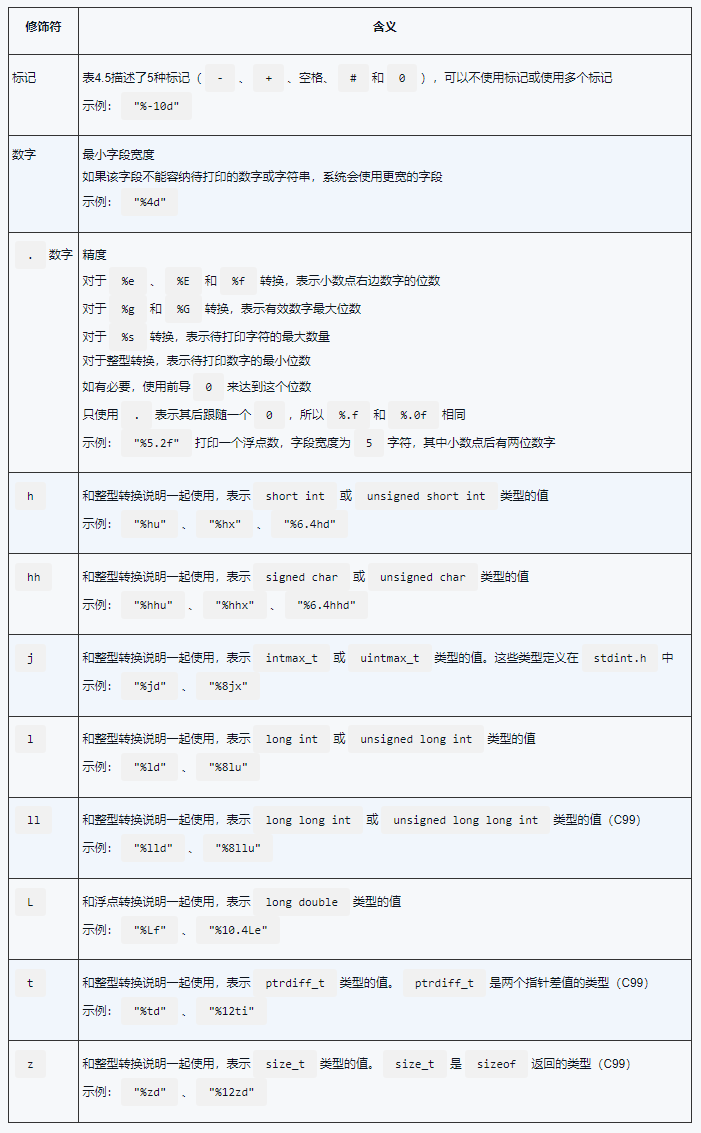 修饰符 含义
标记 表4.5描述了5种标记（ - 、 + 、空格、 # 和 0 ），可以不使用标记或使用多个标记
示例： "%-10d"
数字 最小字段宽度
如果该字段不能容纳待打印的数字或字符串，系统会使用更宽的字段
示例： "%4d"
. 数字 精度
对于 %e 、 %E 和 %f 转换，表示小数点右边数字的位数
对于 %g 和 %G 转换，表示有效数字最大位数
对于 %s 转换，表示待打印字符的最大数量
对于整型转换，表示待打印数字的最小位数
如有必要，使用前导 0 来达到这个位数
只使用 . 表示其后跟随一个 0 ，所以 %.f 和 %.0f 相同
示例： "%5.2f" 打印一个浮点数，字段宽度为 5 字符，其中小数点后有两位数字
h 和整型转换说明一起使用，表示 short int 或 unsigned short int 类型的值
示例： "%hu" 、 "%hx" 、 "%6.4hd"
hh 和整型转换说明一起使用，表示 signed char 或 unsigned char 类型的值
示例： "%hhu" 、 "%hhx" 、 "%6.4hhd"
j 和整型转换说明一起使用，表示 intmax_t 或 uintmax_t 类型的值。这些类型定义在 stdint.h 中
示例： "%jd" 、 "%8jx"
l 和整型转换说明一起使用，表示 long int 或 unsigned long int 类型的值
示例： "%ld" 、 "%8lu"
ll 和整型转换说明一起使用，表示 long long int 或 unsigned long long int 类型的值（C99）
示例： "%lld" 、 "%8llu"
L 和浮点转换说明一起使用，表示 long double 类型的值
示例： "%Lf" 、 "%10.4Le"
t 和整型转换说明一起使用，表示 ptrdiff_t 类型的值。 ptrdiff_t 是两个指针差值的类型（C99）
示例： "%td" 、 "%12ti"
z 和整型转换说明一起使用，表示 size_t 类型的值。 size_t 是 sizeof 返回的类型（C99）
示例： "%zd" 、 "%12zd"